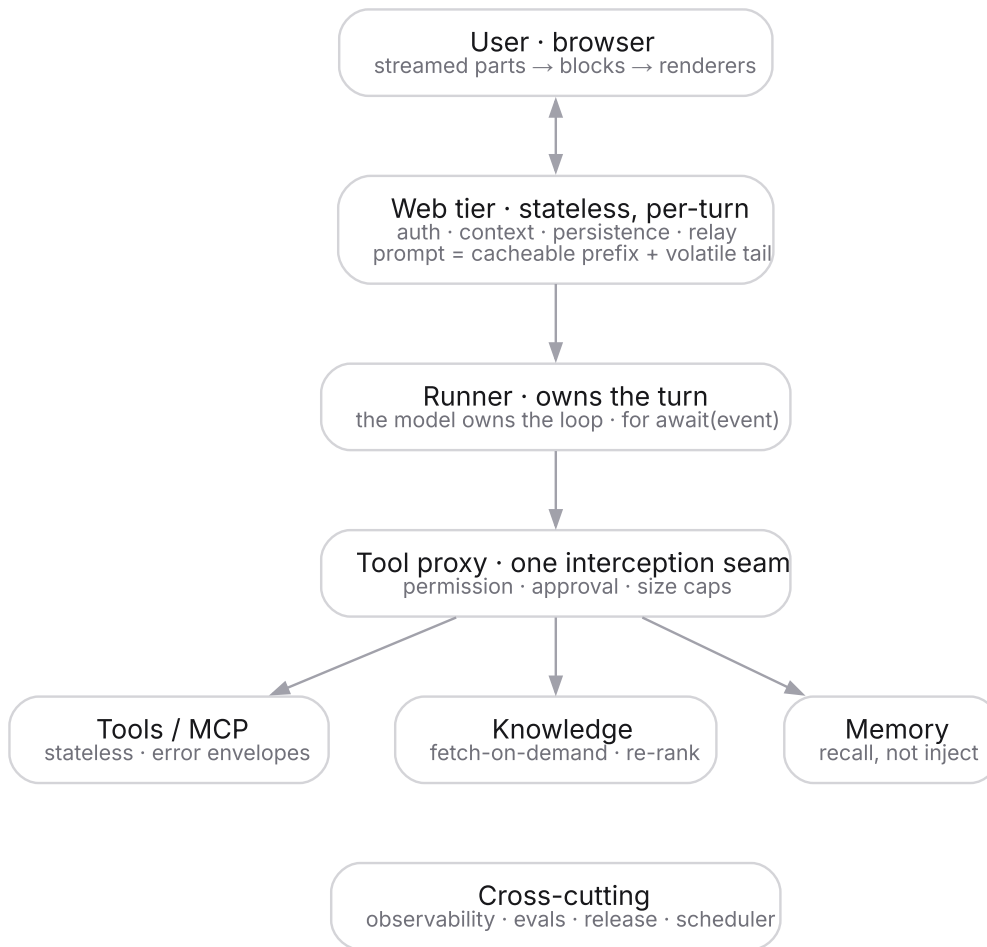 User · browser
streamed parts → blocks → renderers
Web tier · stateless, per-turn
auth · context · persistence · relay
prompt = cacheable prefix + volatile tail
Runner · owns the turn
the model owns the loop · for await(event)
Tool proxy · one interception seam
permission · approval · size caps
Tools / MCP
stateless · error envelopes
Knowledge
fetch-on-demand · re-rank
Memory
recall, not inject
Cross-cutting
observability · evals · release · scheduler